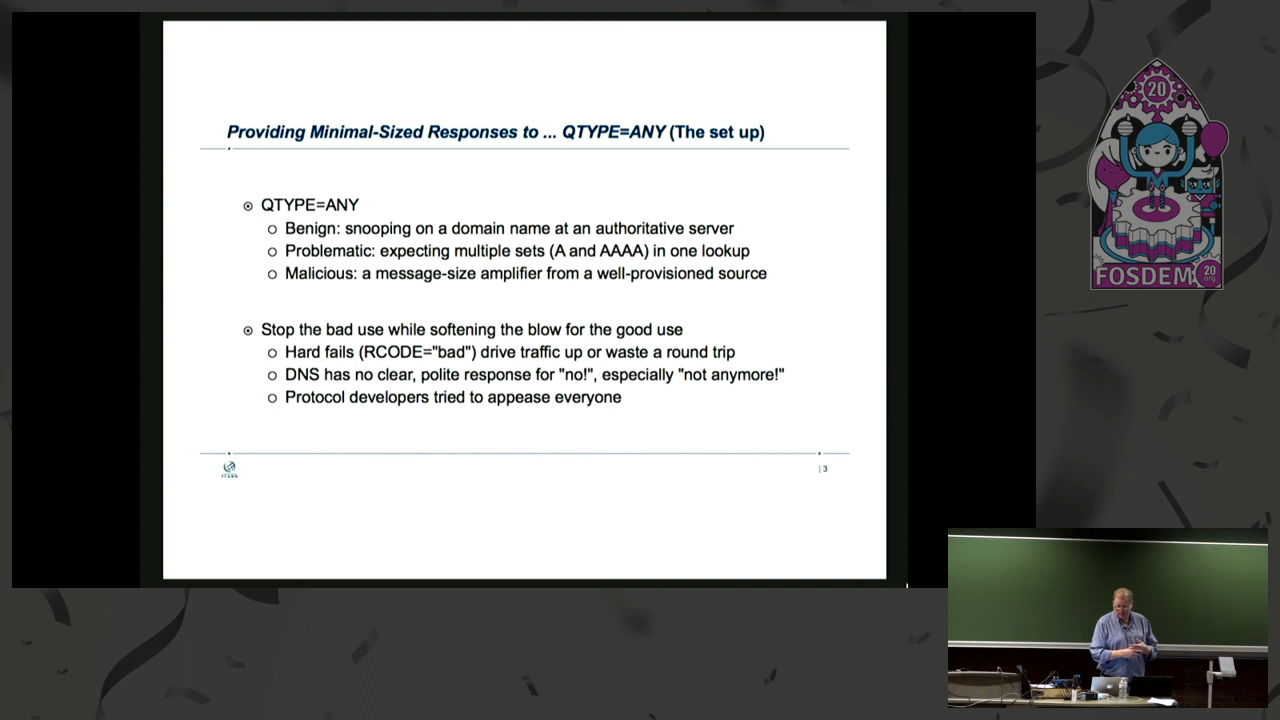 Providing Minimal-Sized Responses to ... QTYPE=ANY (The set up)
QTYPE=ANY
Benign: snooping on a domain name at an authoritative server
Problematic: expecting multiple sets (A and AAAA) in one lookup
Malicious: a message-size amplifier from a well-provisioned source
Stop the bad use while softening the blow for the good use
Hard fails (RCODE="bad") drive traffic up or waste a round trip
DNS has no clear, polite response for "no!", especially "not anymore!"
Protocol developers tried to appease everyone
| 3
20
FOSDEM
20
.org